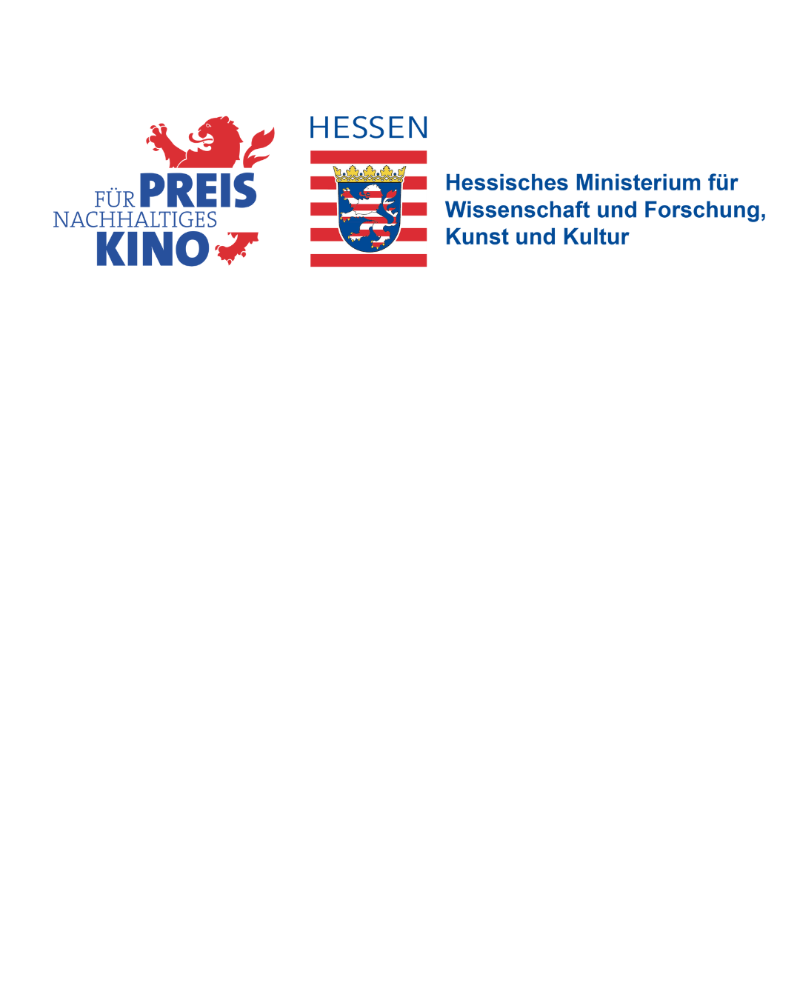 FÜR PREIS
NACHHALTIGES
KINO
HESSEN
Hessisches Ministerium für
Wissenschaft und Forschung,
Kunst und Kultur